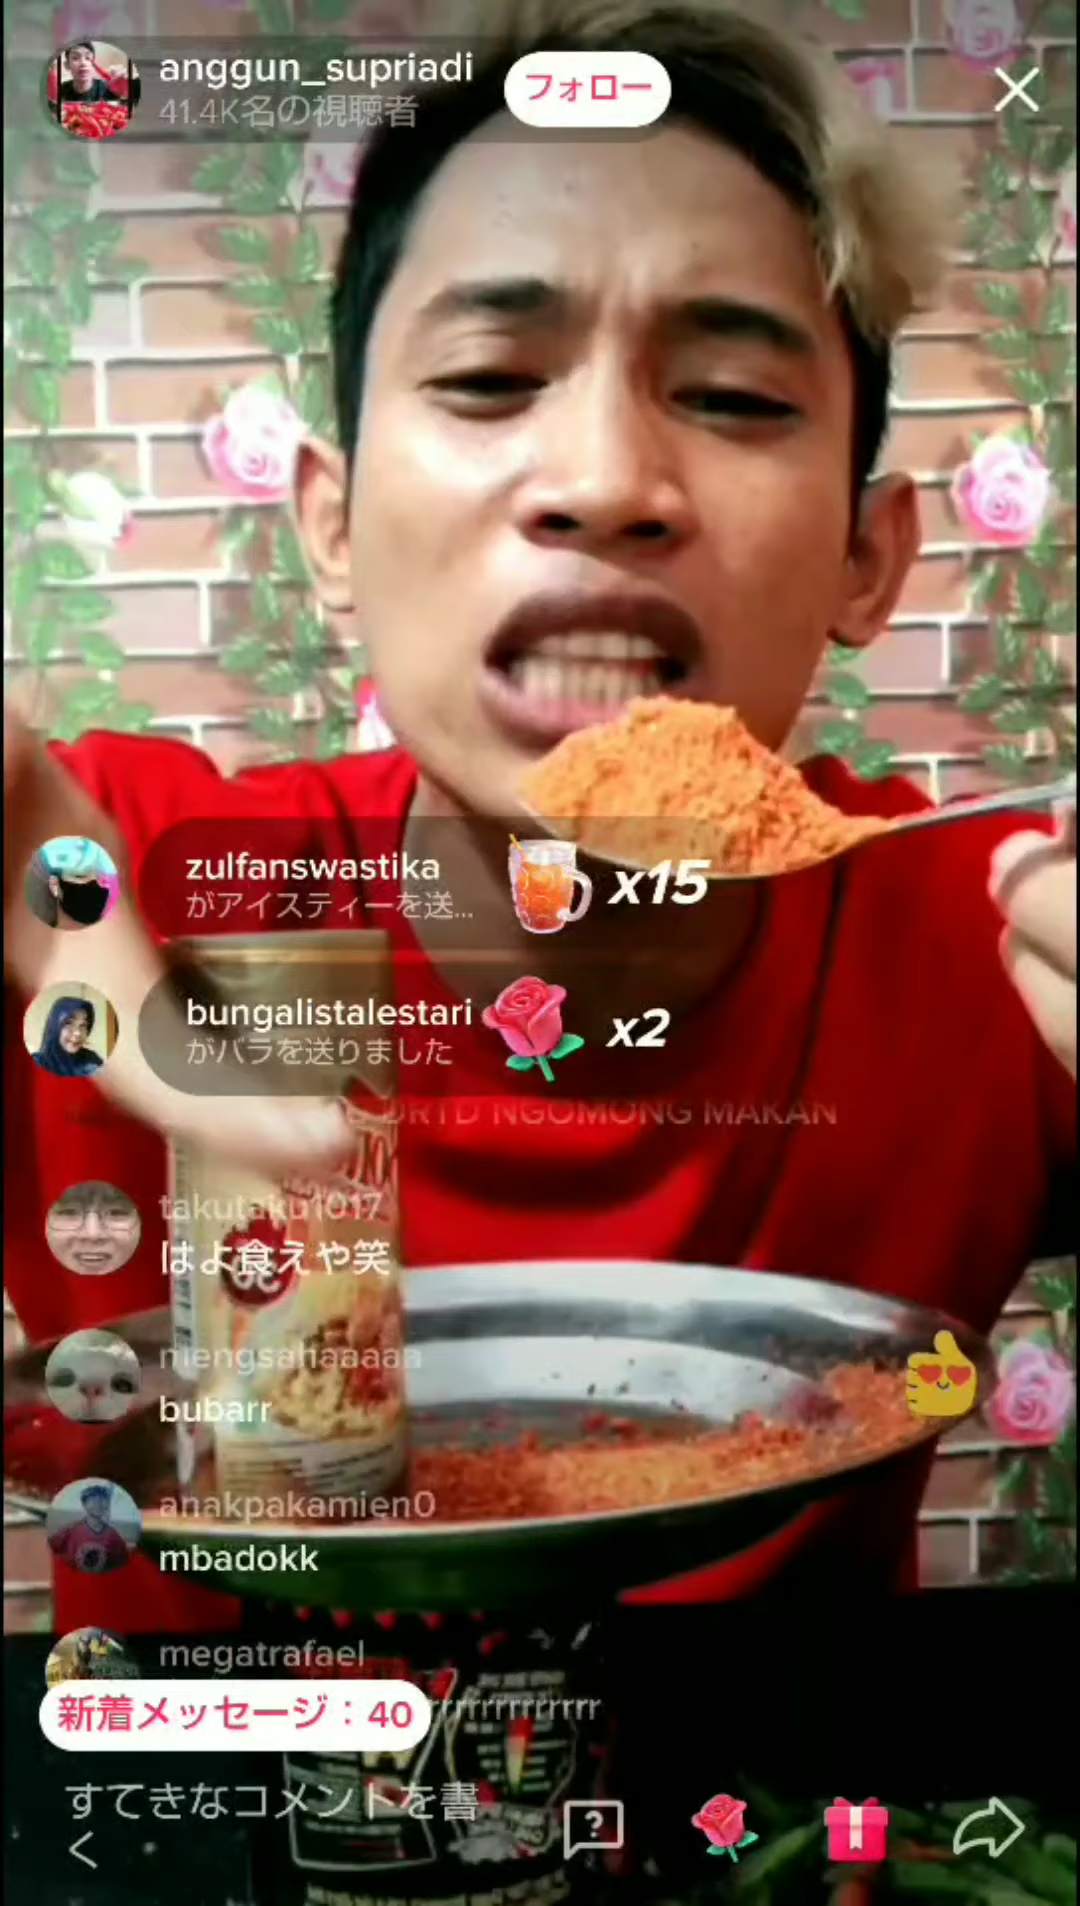 anggun_supriadi
41.4K名の視聴者
フォロー
zulfanswastika
がアイスティーを送...
x15
bungalistalestari
がバラを送りました
x2
NGOMONG MAKAN
takutaku1017
はよ食えや笑
mengsahaaaaa
bubarr
anakpakamien0
mbadokk
megatrafael
新着メッセージ：40
すてきなコメントを書